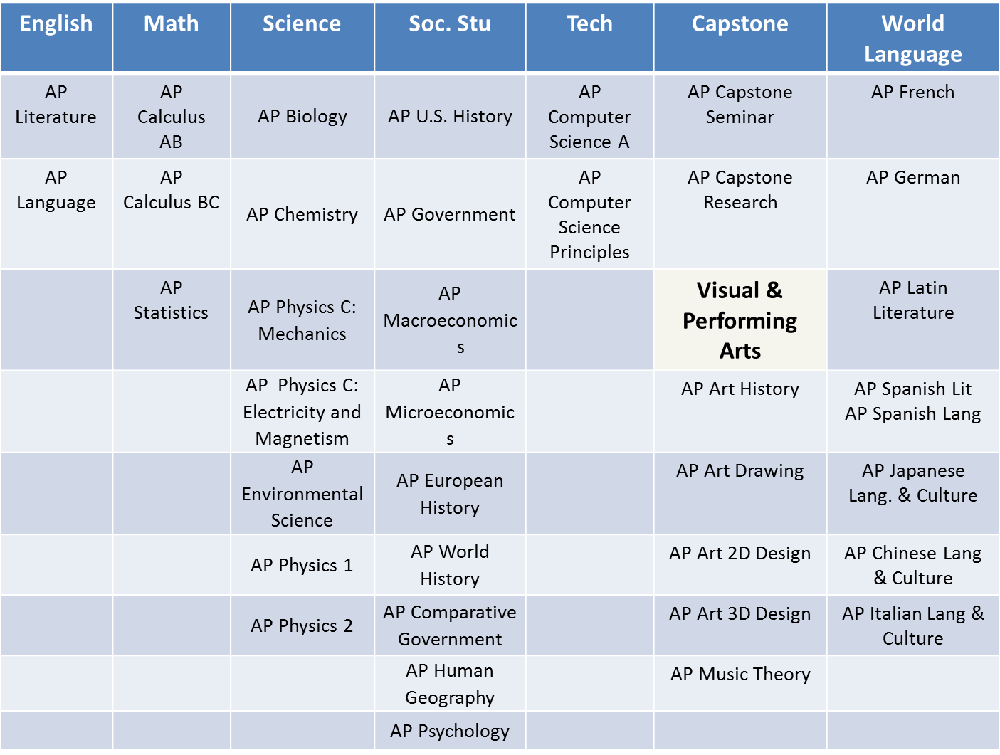 English
Math
Science
Soc. Stu
Tech
Capstone
World
Language
AP
Literature
AP
Calculus
AB
AP Biology
AP U.S. History
AP
Computer
Science A
AP Capstone
Seminar
AP French
AP
Language
AP
Calculus BC
AP Chemistry
AP Government
AP
Computer
Science
Principles
AP Capstone
Research
AP German
AP
Statistics
AP Physics C:
Mechanics
AP
Macroeconomic
s
Visual &
Performing
Arts
AP Latin
Literature
AP Physics C:
Electricity and
Magnetism
AP
Microeconomic
s
AP Art History
AP Spanish Lit
AP Spanish Lang
AP
Environmental
Science
AP European
History
AP Art Drawing
AP Japanese
Lang. & Culture
AP Physics 1
AP World
History
AP Art 2D Design
AP Chinese Lang
& Culture
AP Physics 2
AP Comparative
Government
AP Art 3D Design
AP Italian Lang &
Culture
AP Human
Geography
AP Music Theory
AP Psychology